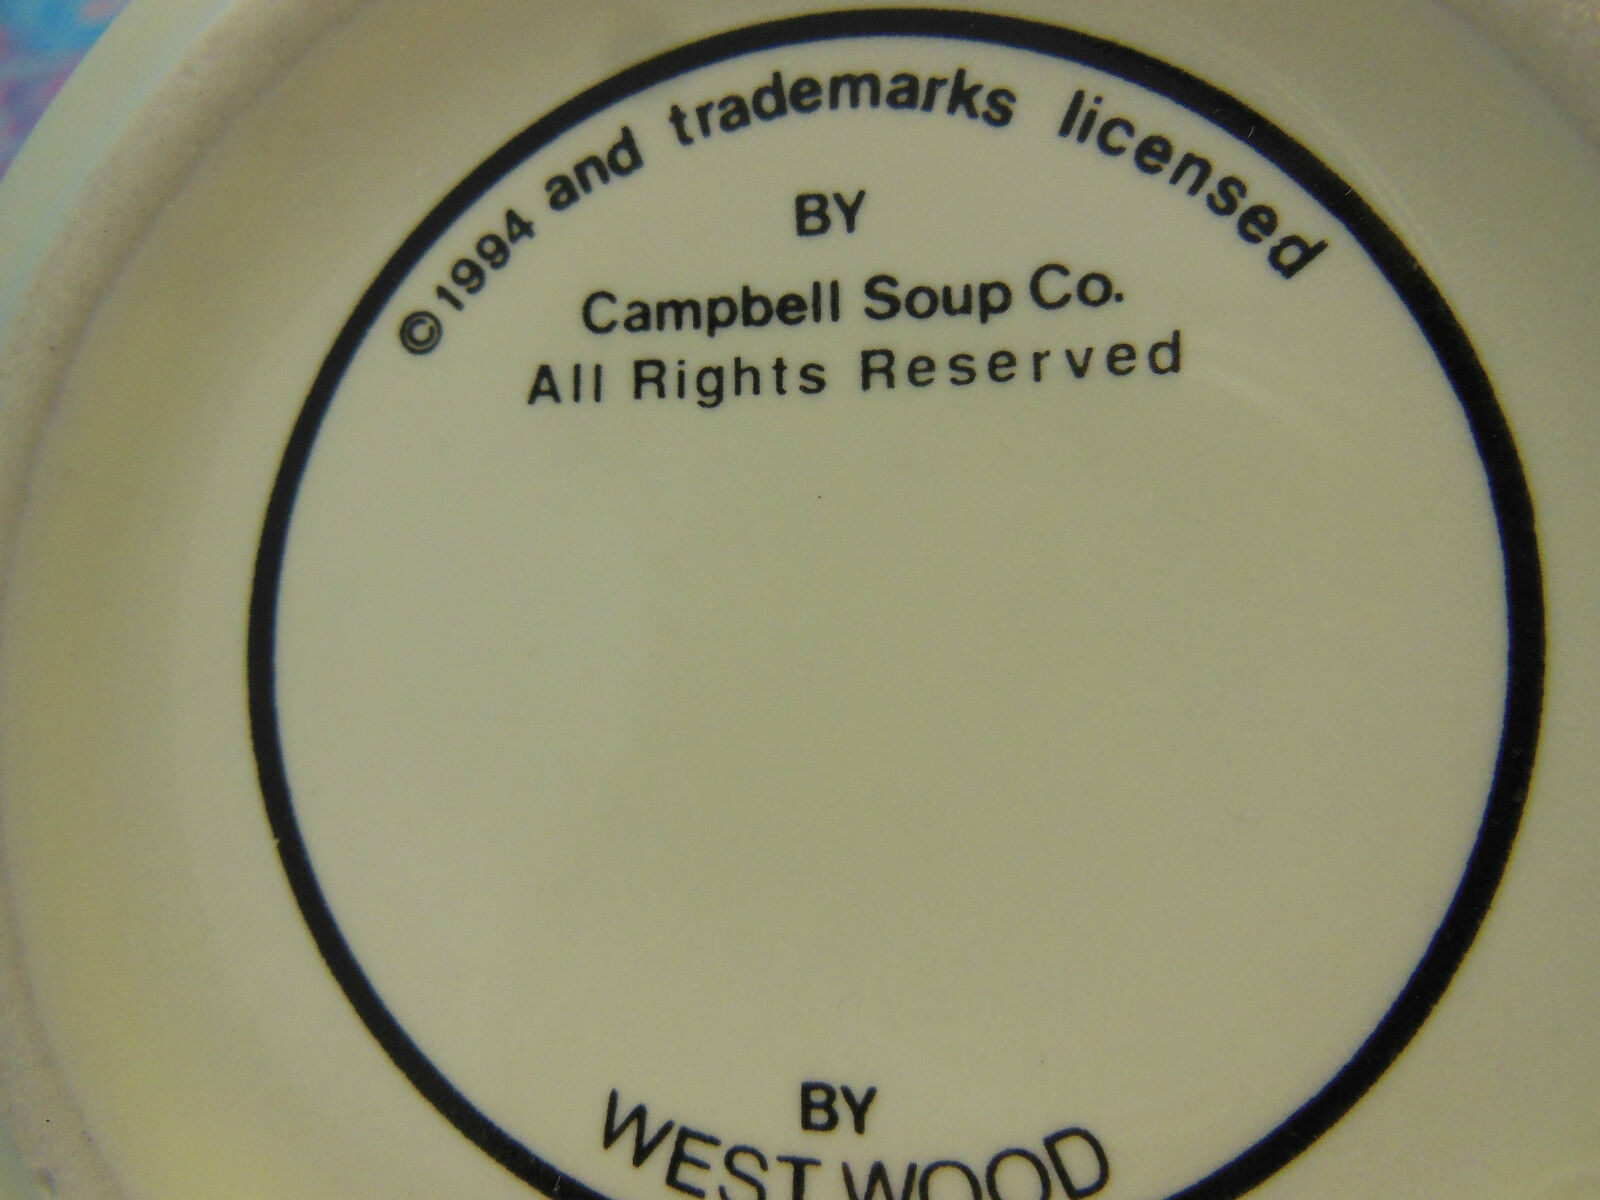 © 1994 and trademarks licensed
BY
Campbell Soup Co.
All Rights Reserved
BY
WESTWOOD